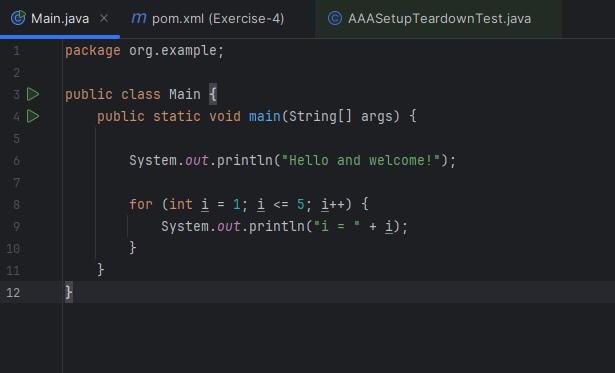 Main.java pom.xml (Exercise-4) AAASetupTeardownTest.java
1 package org.example;
2
3 public class Main {
4     public static void main(String[] args) {
5
6         System.out.println("Hello and welcome!");
7
8         for (int i = 1; i <= 5; i++) {
9             System.out.println("i = " + i);
10         }
11     }
12 }